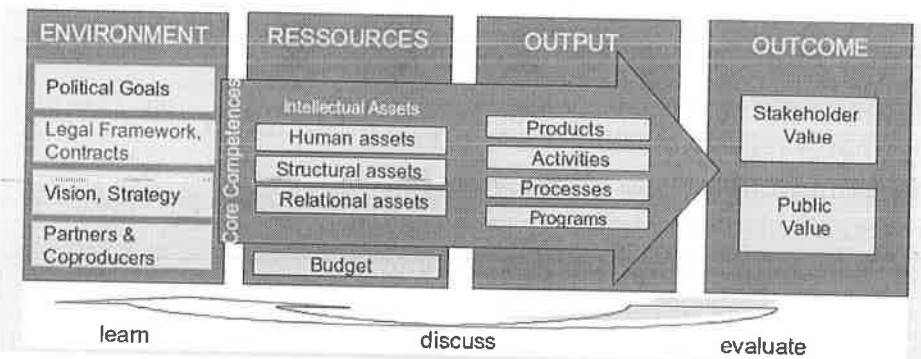 ENVIRONMENT
Political Goals
Legal Framework,
Contracts
Vision, Strategy
Partners &
Coproducers
RESSOURCES
Core Competences
Intellectual Assets
Human assets
Structural assets
Relational assets
Budget
OUTPUT
Products
Activities
Processes
Programs
OUTCOME
Stakeholder
Value
Public
Value
learn
discuss
evaluate